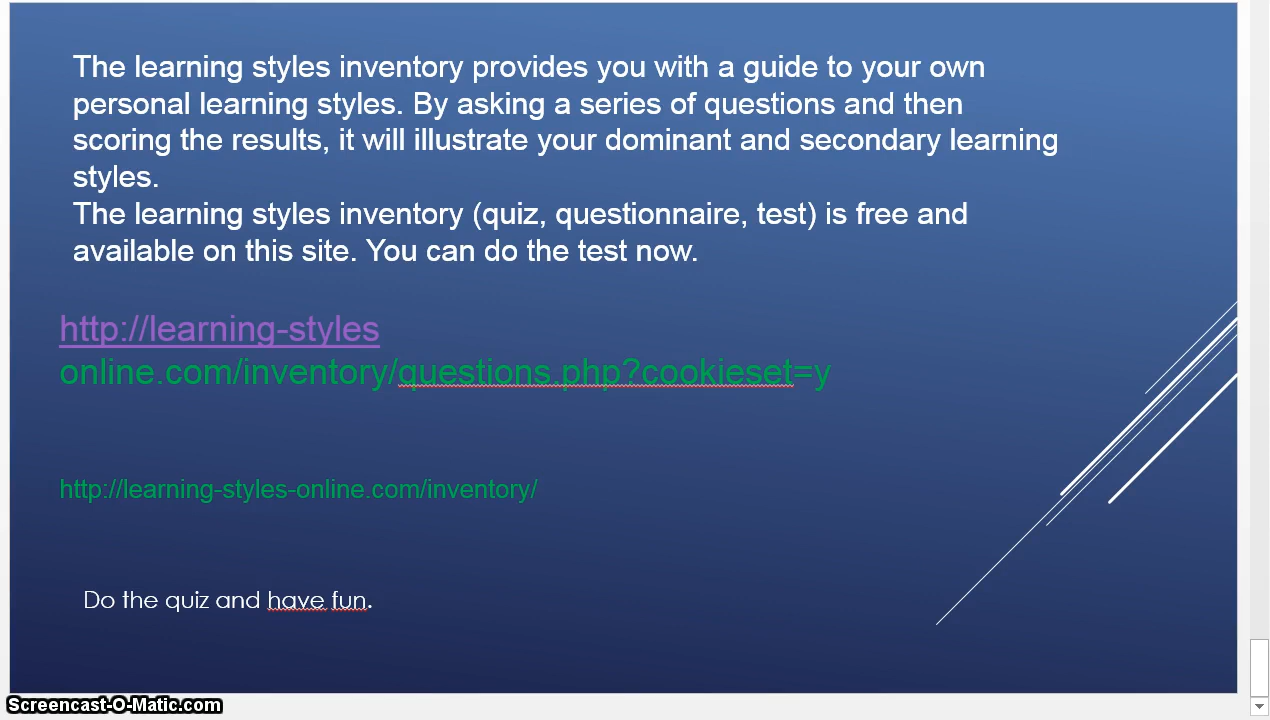 The learning styles inventory provides you with a guide to your own
personal learning styles. By asking a series of questions and then
scoring the results, it will illustrate your dominant and secondary learning
styles.
The learning styles inventory (quiz, questionnaire, test) is free and
available on this site. You can do the test now.
http://learning-styles
online.com/inventory/questions.php?cookieset=y
http://learning-styles-online.com/inventory/
Do the quiz and have fun.
Screencast-O-Matic.com